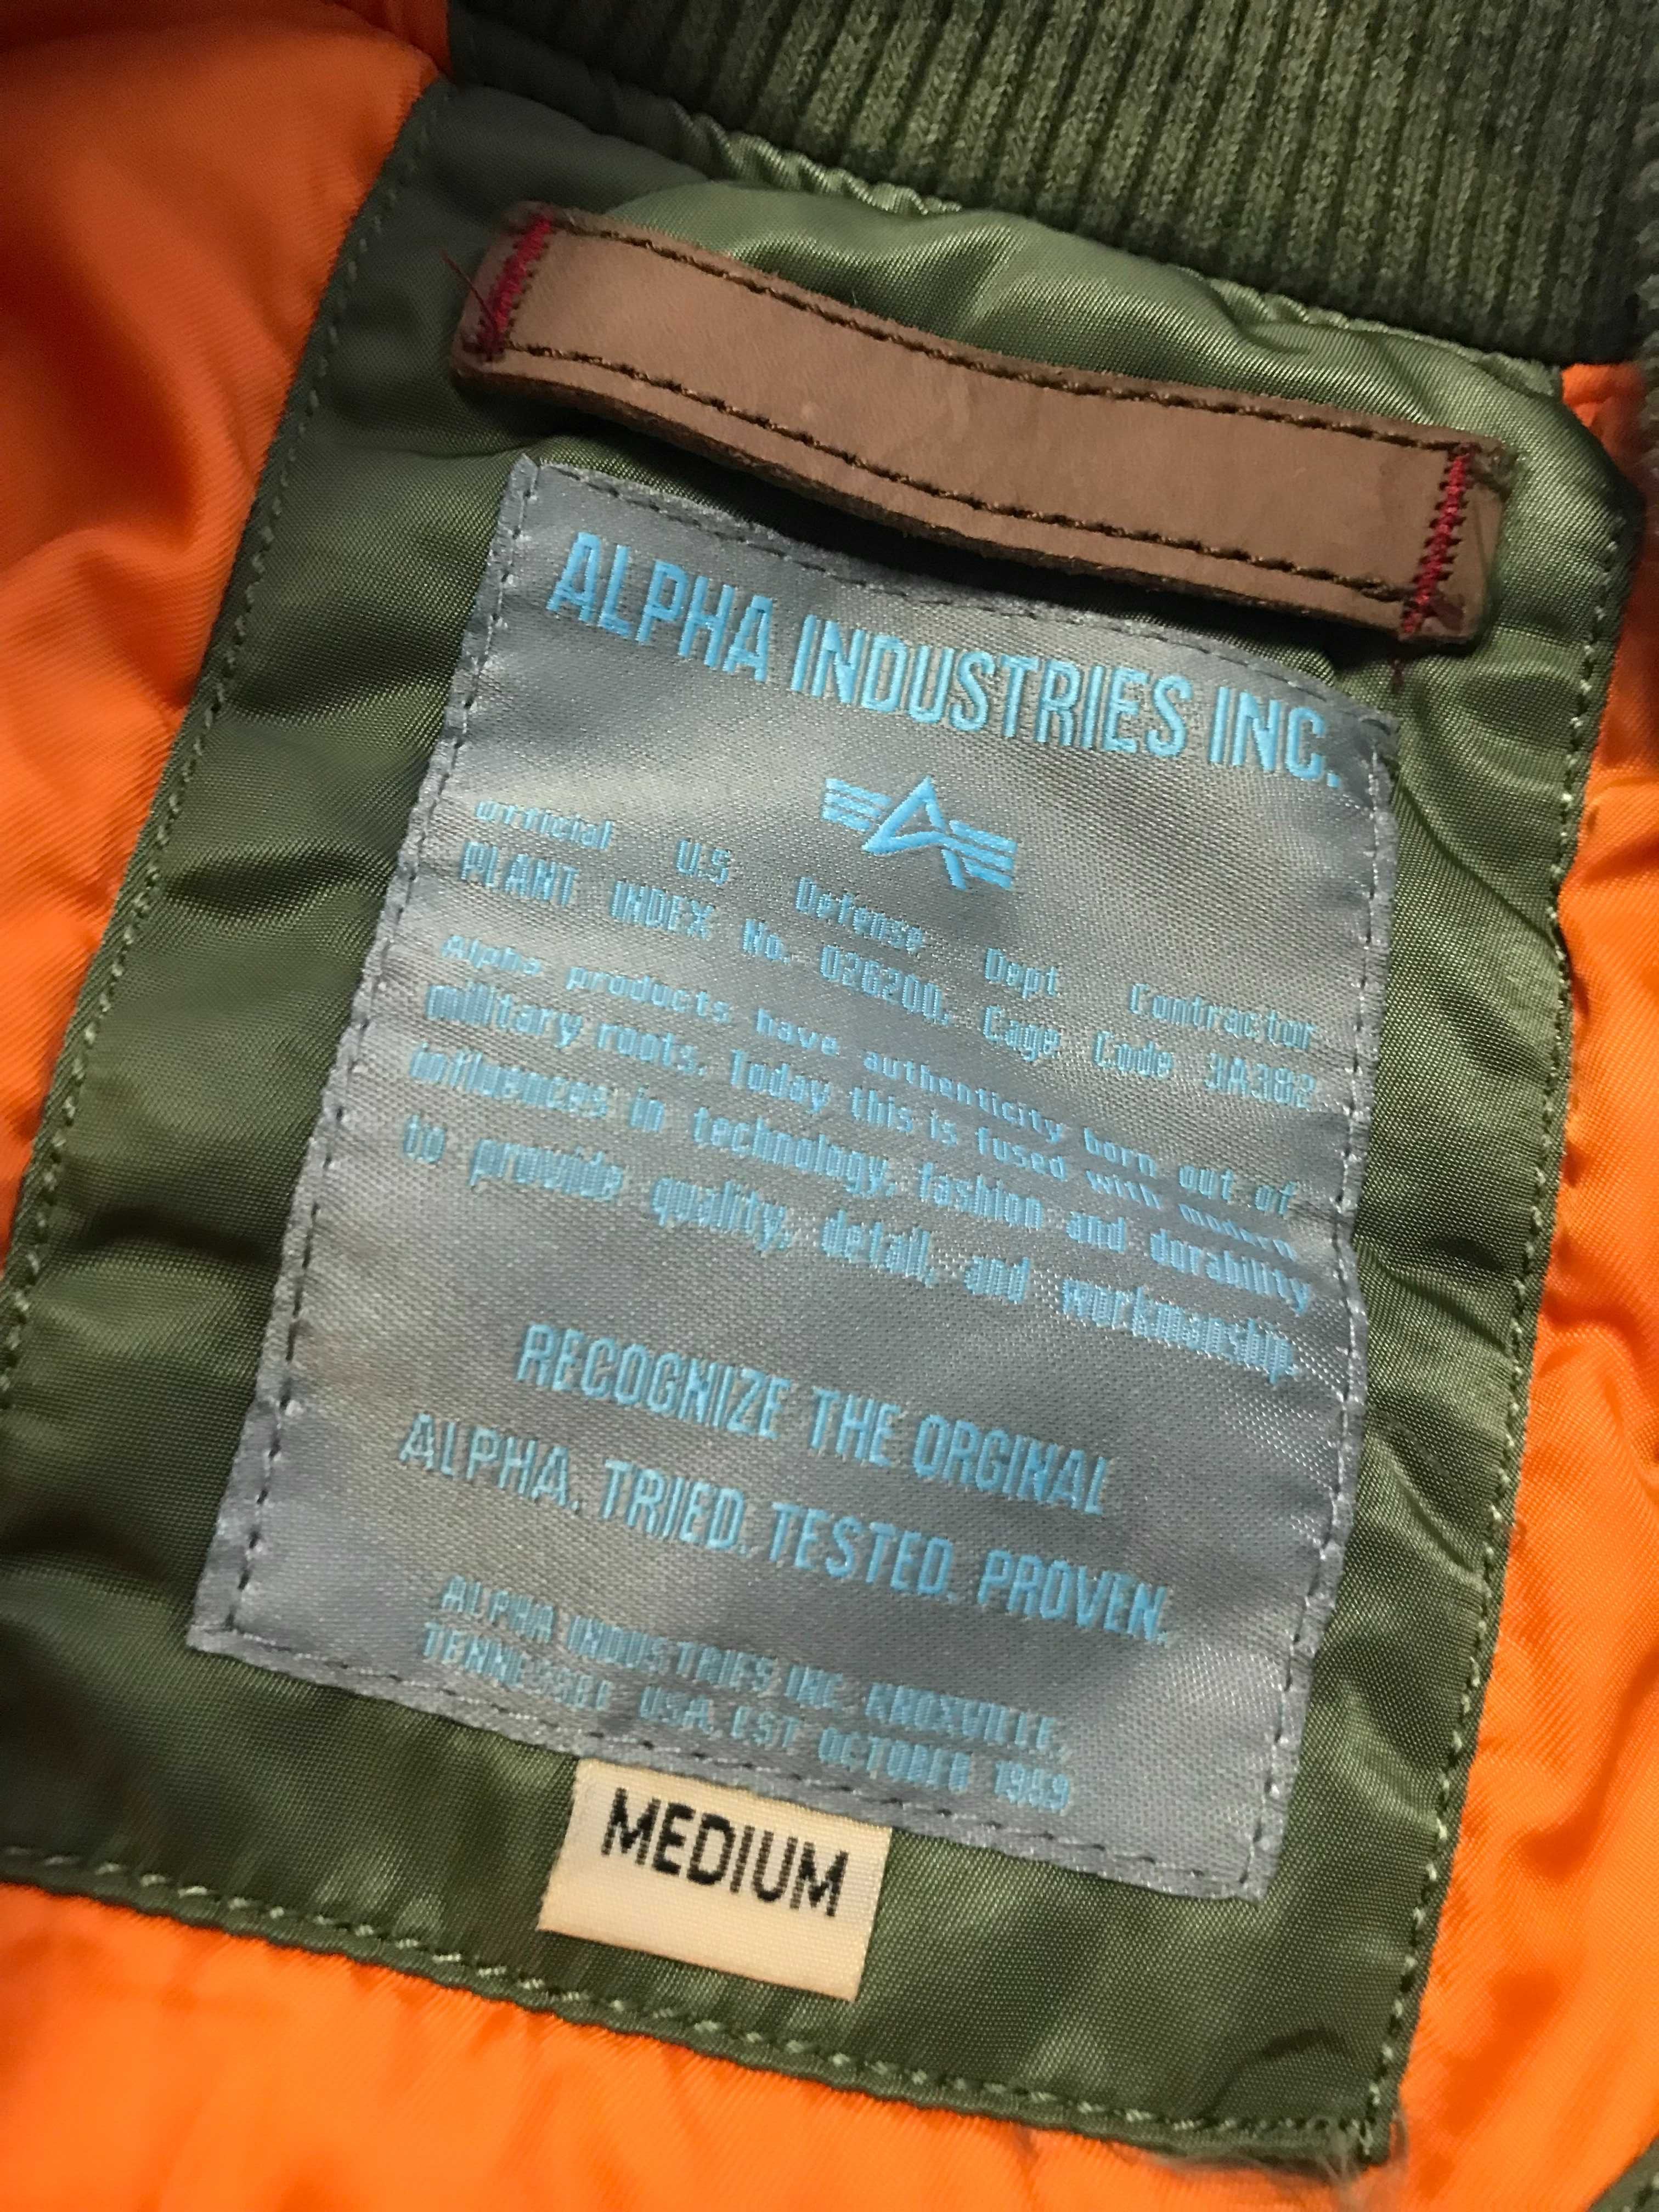 ALPHA INDUSTRIES INC.
Official U.S Defense Dept Contractor
PLANT INDEX No. 026200, Cage Code 3A382
Alpha products have authenticity born out of
military roots. Today this is fused with modern
influences in technology, fashion and durability
to provide quality, detail, and workmanship.
RECOGNIZE THE ORGINAL
ALPHA. TRIED. TESTED. PROVEN.
ALPHA INDUSTRIES INC. KNOXVILLE,
TENNESSEE USA. EST OCTOBER 1959
MEDIUM